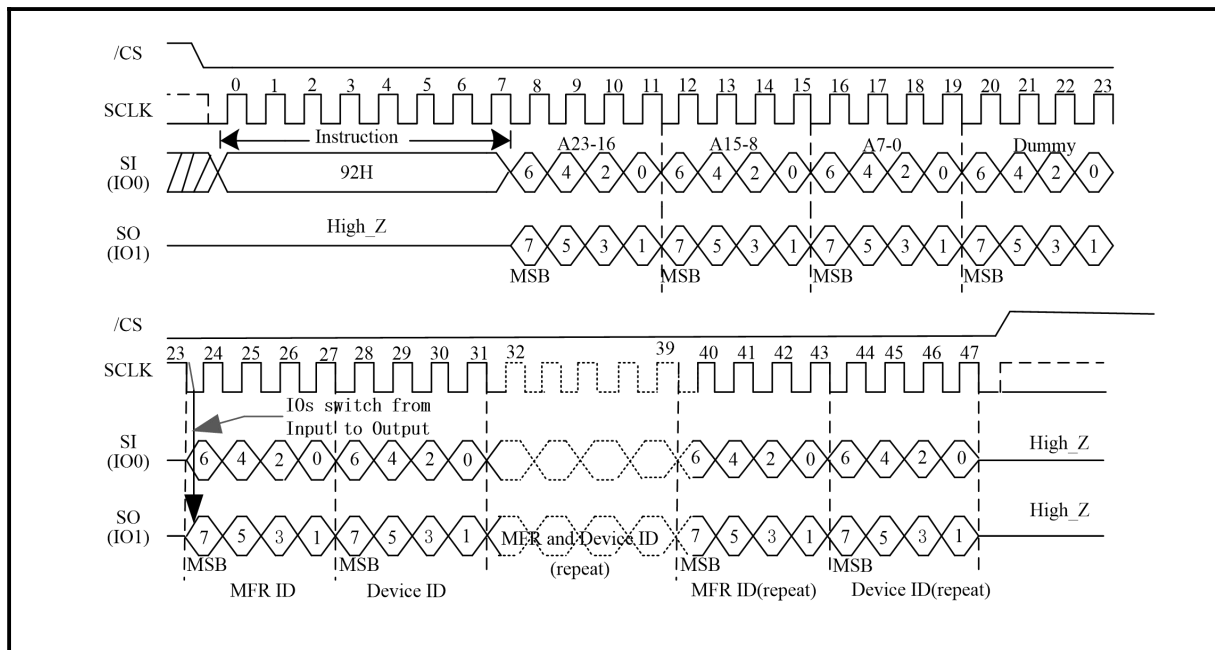 /CS
0 1 2 3 4 5 6 7 8 9 10 11 12 13 14 15 16 17 18 19 20 21 22 23
SCLK
Instruction A23-16 A15-8 A7-0 Dummy
SI
(IO0)
92H 6 4 2 0 6 4 2 0 6 4 2 0 6 4 2 0
High_Z
SO
(IO1)
7 5 3 1 7 5 3 1 7 5 3 1 7 5 3 1
MSB MSB MSB MSB
/CS
23 24 25 26 27 28 29 30 31 32 39 40 41 42 43 44 45 46 47
SCLK
IOs switch from
Input to Output
SI
(IO0)
6 4 2 0 6 4 2 0 6 4 2 0 6 4 2 0 High_Z
SO
(IO1)
7 5 3 1 7 5 3 1 MFR and Device ID 7 5 3 1 7 5 3 1 High_Z
(repeat)
MSB MSB MSB MSB
MFR ID Device ID MFR ID(repeat) Device ID(repeat)